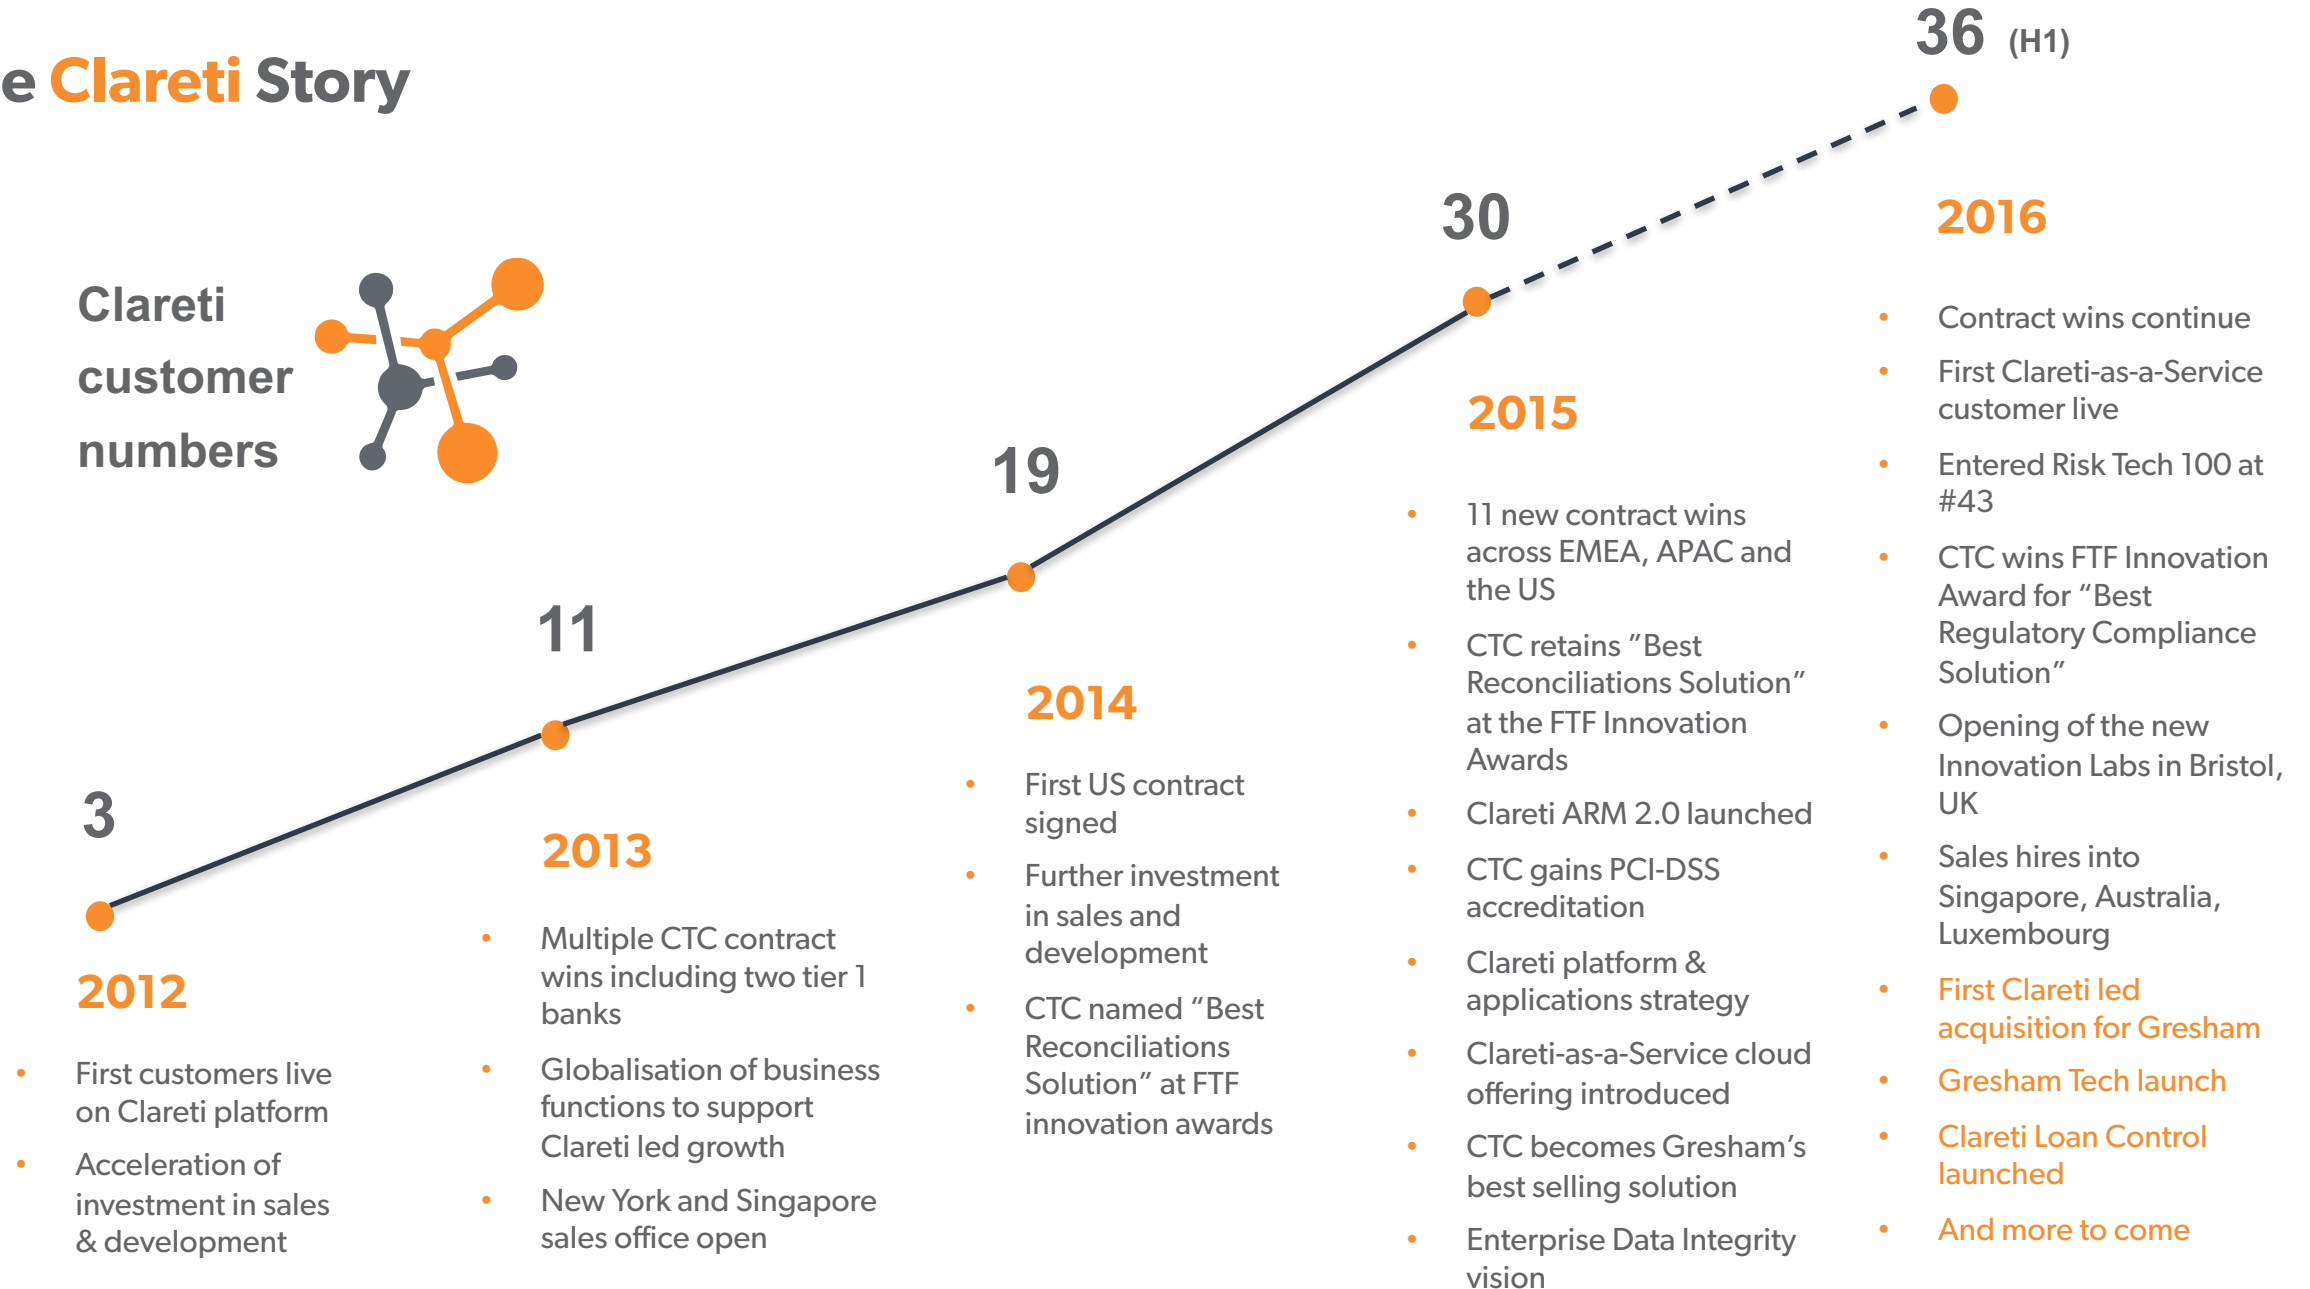 e Clareti Story
Clareti
customer
numbers
3
2012
• First customers live
on Clareti platform
• Acceleration of
investment in sales
& development
11
2013
• Multiple CTC contract
wins including two tier 1
banks
• Globalisation of business
functions to support
Clareti led growth
• New York and Singapore
sales office open
19
2014
• First US contract
signed
• Further investment
in sales and
development
• CTC named “Best
Reconciliations
Solution” at FTF
innovation awards
30
2015
• 11 new contract wins
across EMEA, APAC and
the US
• CTC retains ”Best
Reconciliations Solution”
at the FTF Innovation
Awards
• Clareti ARM 2.0 launched
• CTC gains PCI-DSS
accreditation
• Clareti platform &
applications strategy
• Clareti-as-a-Service cloud
offering introduced
• CTC becomes Gresham’s
best selling solution
• Enterprise Data Integrity
vision
36 (H1)
2016
• Contract wins continue
• First Clareti-as-a-Service
customer live
• Entered Risk Tech 100 at
#43
• CTC wins FTF Innovation
Award for “Best
Regulatory Compliance
Solution”
• Opening of the new
Innovation Labs in Bristol,
UK
• Sales hires into
Singapore, Australia,
Luxembourg
• First Clareti led
acquisition for Gresham
• Gresham Tech launch
• Clareti Loan Control
launched
• And more to come